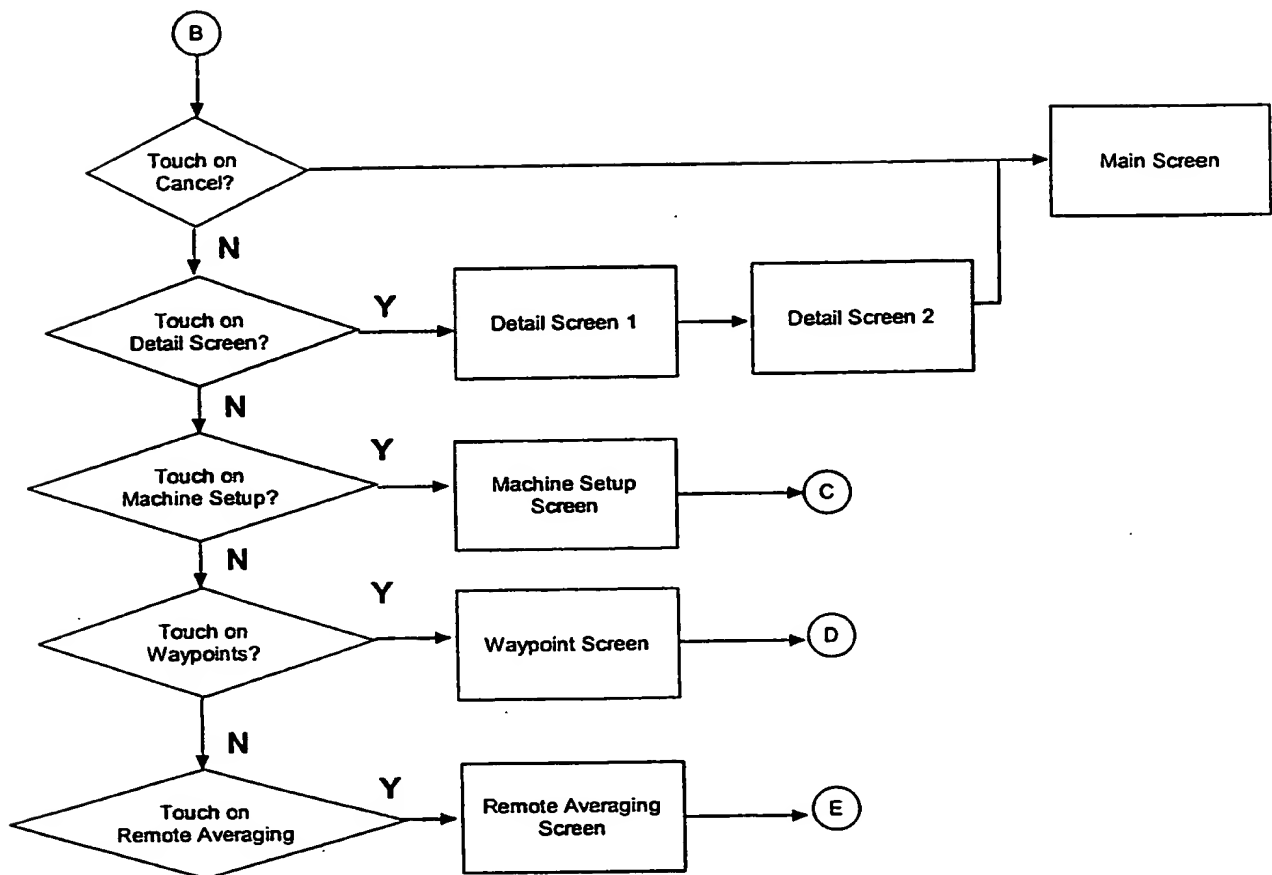 B
Touch on
Cancel?
Main Screen
N
Touch on
Detail Screen?
Y
Detail Screen 1
Detail Screen 2
N
Touch on
Machine Setup?
Y
Machine Setup
Screen
C
N
Touch on
Waypoints?
Y
Waypoint Screen
D
N
Touch on
Remote Averaging
Y
Remote Averaging
Screen
E